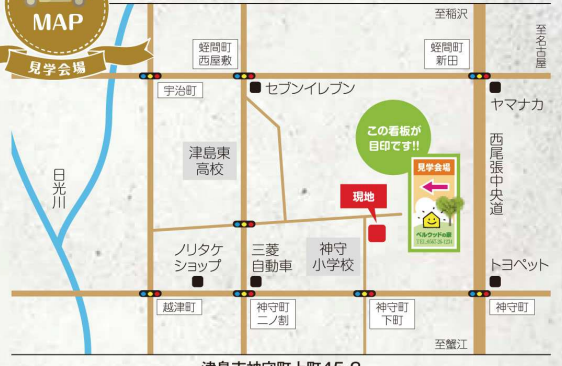 MAP
見学会場
至稲沢
至名古屋
蛭間町
西屋敷
蛭間町
新田
宇治町
セブンイレブン
ヤマナカ
この看板が
目印です!!
津島東
高校
見学会場
西尾張中央道
日光川
現地
ベルウッドの家
ノリタケ
ショップ
三菱
自動車
神守
小学校
トヨペット
越津町
神守町
二ノ割
神守町
下町
神守町
至蟹江